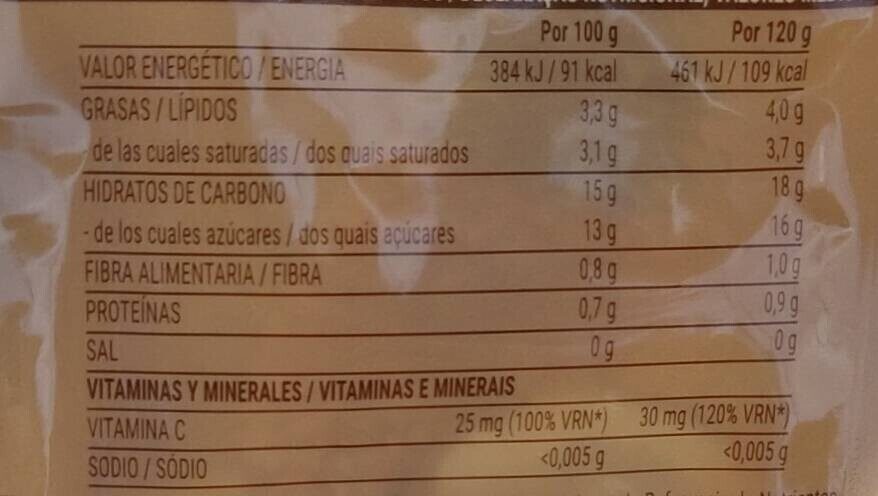 Por 100 g Por 120 g
VALOR ENERGÉTICO / ENERGIA 384 kJ / 91 kcal 461 kJ / 109 kcal
GRASAS / LÍPIDOS 3,3 g 4,0 g
- de las cuales saturadas / dos quais saturados 3,1 g 3,7 g
HIDRATOS DE CARBONO 15 g 18 g
- de los cuales azúcares / dos quais açúcares 13 g 16 g
FIBRA ALIMENTARIA / FIBRA 0,8 g 1,0 g
PROTEÍNAS 0,7 g 0,9 g
SAL 0 g 0 g
VITAMINAS Y MINERALES / VITAMINAS E MINERAIS
VITAMINA C 25 mg (100% VRN*) 30 mg (120% VRN*)
SODIO / SÓDIO <0,005 g <0,005 g